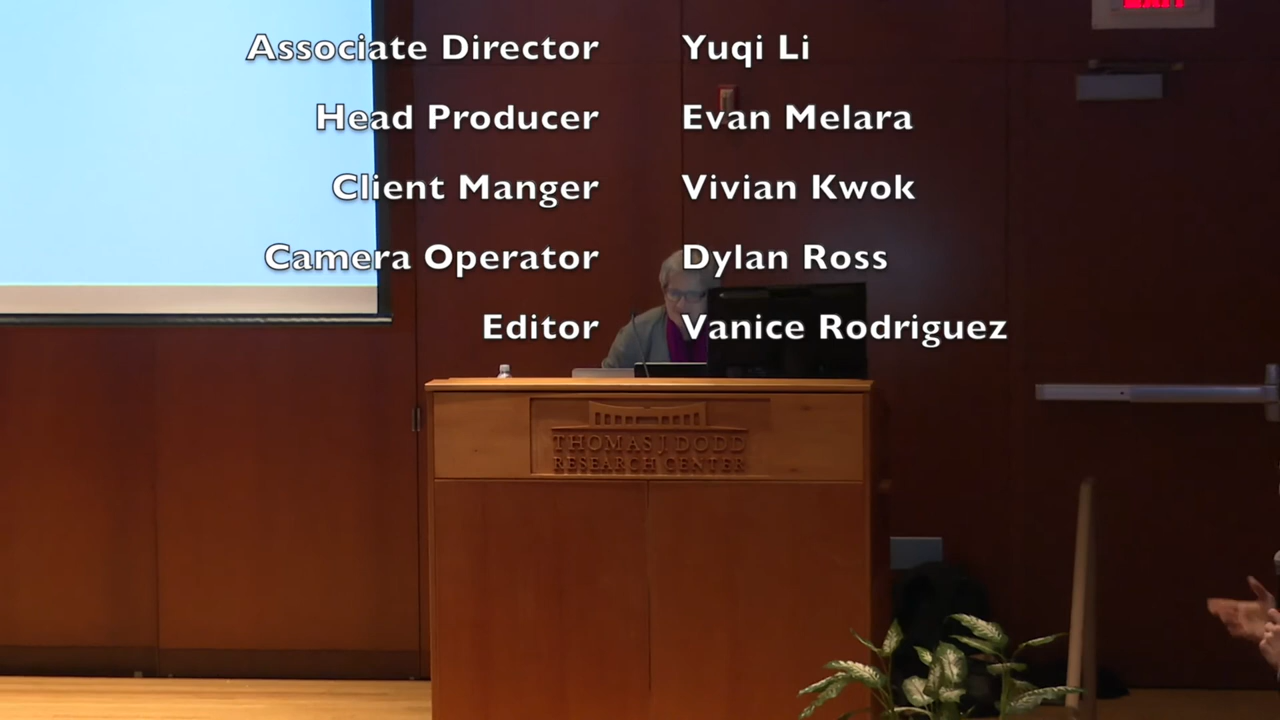 EXIT
Associate Director Yuqi Li
Head Producer Evan Melara
Client Manger Vivian Kwok
Camera Operator Dylan Ross
Editor Vanice Rodriguez
THOMAS J DODD
RESEARCH CENTER